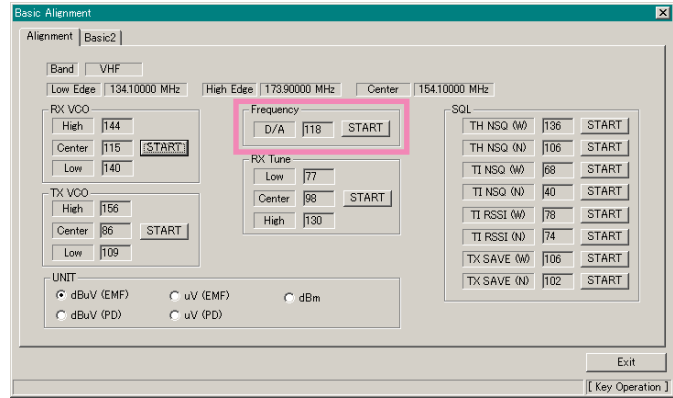 Basic Alignment
Alignment Basic2
Band VHF
Low Edge 134.10000 MHz High Edge 173.90000 MHz Center 154.10000 MHz
RX VCO
High 144
Center 115 START
Low 140
TX VCO
High 156
Center 86 START
Low 109
Frequency
D/A 118 START
RX Tune
Low 77
Center 98 START
High 130
SQL
TH NSQ (W) 136 START
TH NSQ (N) 106 START
TI NSQ (W) 68 START
TI NSQ (N) 40 START
TI RSSI (W) 78 START
TI RSSI (N) 74 START
TX SAVE (W) 106 START
TX SAVE (N) 102 START
UNIT
dBuV (EMF) uV (EMF) dBm
dBuV (PD) uV (PD)
Exit
[ Key Operation ]